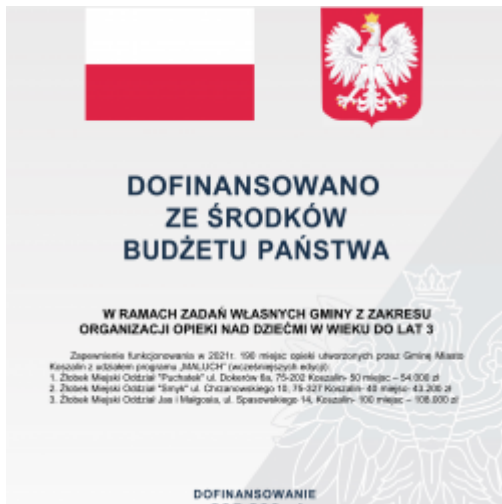 DOFINANSOWANO
ZE ŚRODKÓW
BUDŻETU PAŃSTWA
W RAMACH ZADAŃ WŁASNYCH GMINY Z ZAKRESU
ORGANIZACJI OPIEKI NAD DZIEĆMI W WIEKU DO LAT 3
Zapewnienie funkcjonowania w 2021r. 190 miejsc opieki utworzonych przez Gminę Miasto
Koszalin z udziałem programu „MALUCH" (wcześniejszych edycji):
1. Żłobek Miejski Oddział "Puchatek" ul. Dokerów 6a, 75-202 Koszalin- 50 miejsc – 54.000 zł
2. Żłobek Miejski Oddział "Smyk" ul. Chrzanowskiego 10, 75-327 Koszalin- 40 miejsc- 43.200 zł
3. Żłobek Miejski Oddział Jaś i Małgosia, ul. Spasowskiego 14, Koszalin- 100 miejsc – 108.000 zł
DOFINANSOWANIE